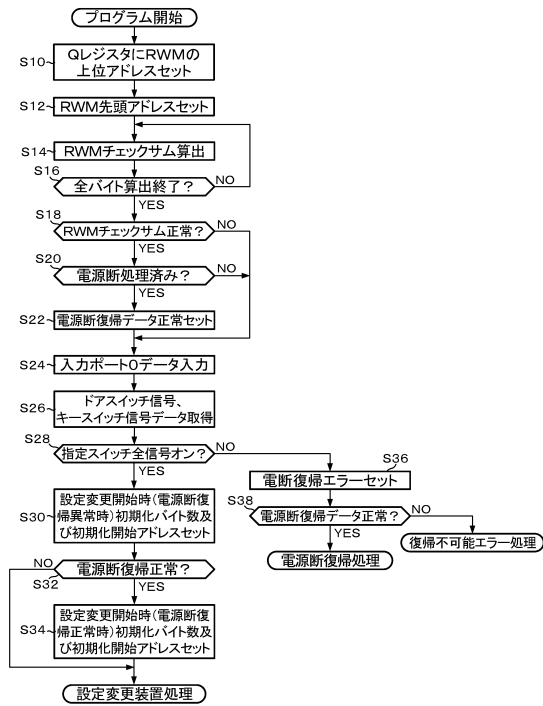 プログラム開始
S10
QレジスタにRWMの
上位アドレスセット
S12
RWM先頭アドレスセット
S14
RWMチェックサム算出
S16
全バイト算出終了?
NO
YES
S18
RWMチェックサム正常?
NO
YES
S20
電源断処理済み?
NO
YES
S22
電源断復帰データ正常セット
S24
入力ポート0データ入力
S26
ドアスイッチ信号、
キースイッチ信号データ取得
S28
指定スイッチ全信号オン?
NO
YES
S36
電断復帰エラーセット
S38
電源断復帰データ正常?
NO
YES
復帰不可能エラー処理
電源断復帰処理
S30
設定変更開始時(電源断復
帰異常時)初期化バイト数及
び初期化開始アドレスセット
NO
S32
電源断復帰正常?
YES
S34
設定変更開始時(電源断復
帰正常時)初期化バイト数及
び初期化開始アドレスセット
設定変更装置処理